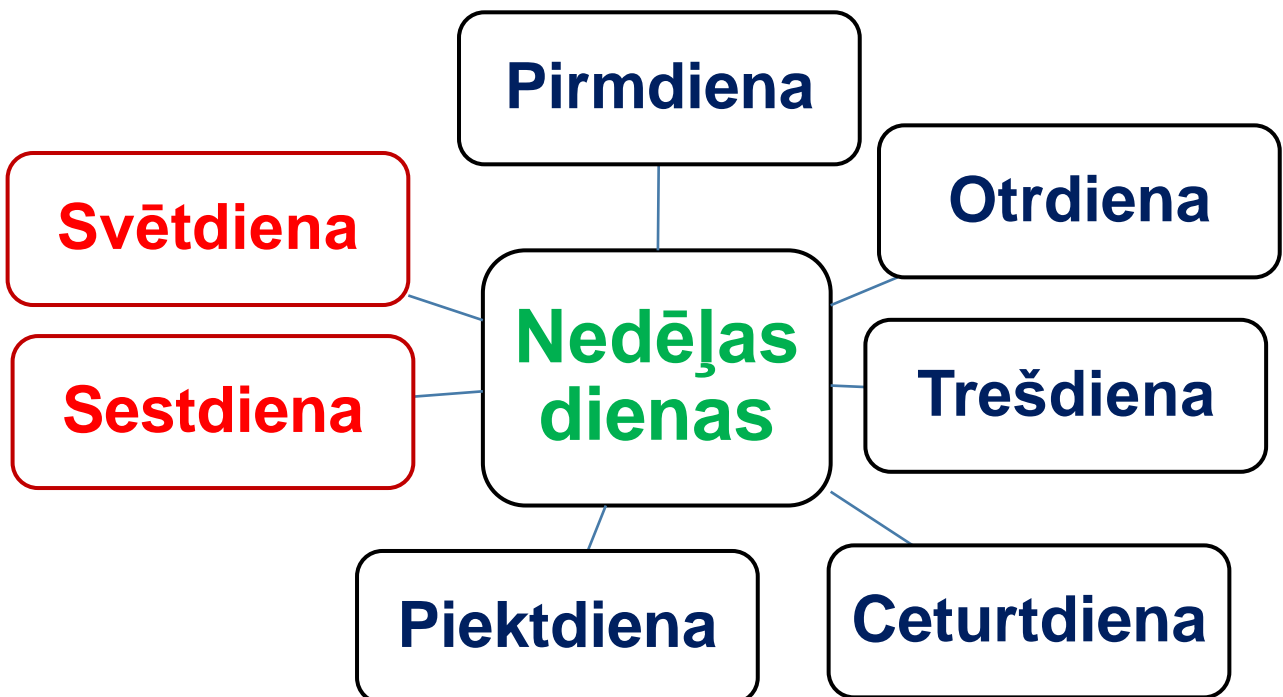 Pirmdiena
Otrdiena
Svētdiena
Nedēļas
dienas
Trešdiena
Sestdiena
Ceturtdiena
Piektdiena